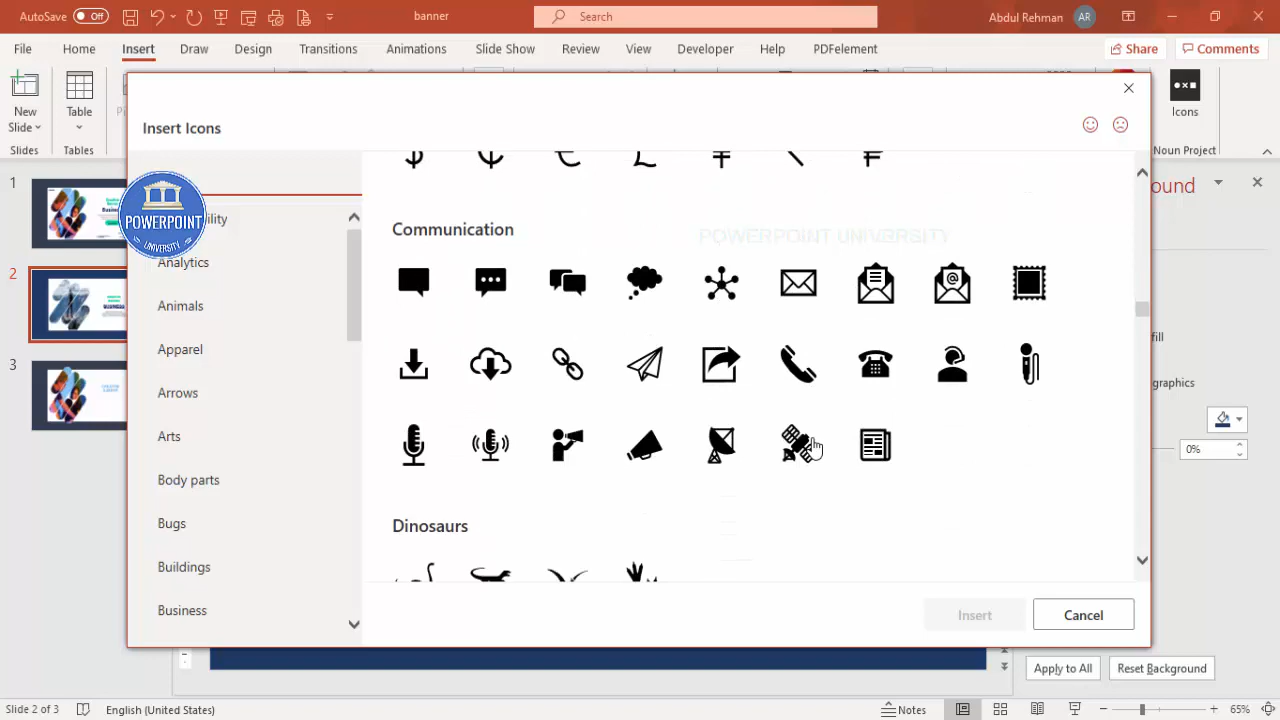 AutoSave Off banner Search Abdul Rehman AR
File Home Insert Draw Design Transitions Animations Slide Show Review View Developer Help PDFelement Share Comments
New
Slide
Table
Icons
Slides Tables Noun Project
Insert Icons
POWERPOINT
UNIVERSITY
Analytics
Animals
Apparel
Arrows
Arts
Body parts
Bugs
Buildings
Business
Communication
POWERPOINT UNIVERSITY
Dinosaurs
Insert Cancel
1
2
3
0%
Apply to All Reset Background
Slide 2 of 3 English (United States) Notes 65%